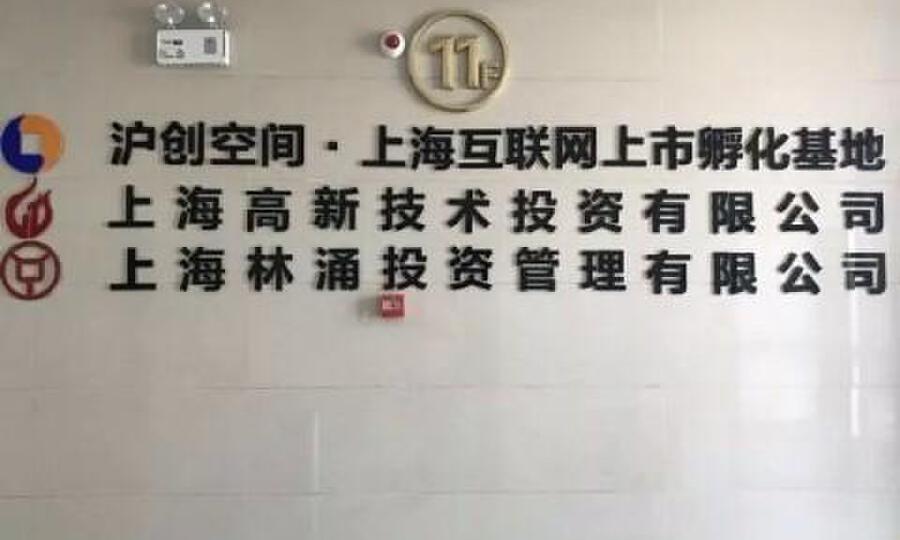 11F
沪创空间·上海互联网上市孵化基地
上海高新技术投资有限公司
上海林涌投资管理有限公司